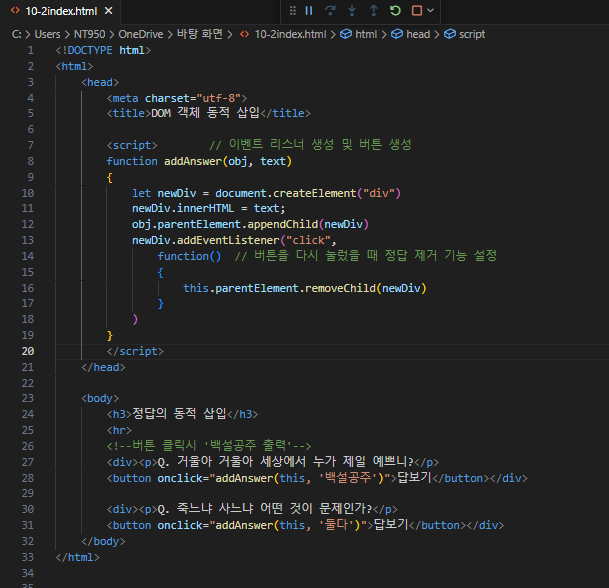 10-2index.html
C: > Users > NT950 > OneDrive > 바탕 화면 > 10-2index.html > html > head > script
1 <!DOCTYPE html>
2 <html>
3 <head>
4 <meta charset="utf-8">
5 <title>DOM 객체 동적 삽입</title>
6
7 <script> // 이벤트 리스너 생성 및 버튼 생성
8 function addAnswer(obj, text)
9 {
10 let newDiv = document.createElement("div")
11 newDiv.innerHTML = text;
12 obj.parentElement.appendChild(newDiv)
13 newDiv.addEventListener("click",
14 function() // 버튼을 다시 눌렀을 때 정답 제거 기능 설정
15 {
16 this.parentElement.removeChild(newDiv)
17 }
18 )
19 }
20 </script>
21 </head>
22
23 <body>
24 <h3>정답의 동적 삽입</h3>
25 <hr>
26 <!--버튼 클릭시 '백설공주 출력'-->
27 <div><p>Q. 거울아 거울아 세상에서 누가 제일 예쁘니?</p>
28 <button onclick="addAnswer(this, '백설공주')">답보기</button></div>
29
30 <div><p>Q. 죽느냐 사느냐 어떤 것이 문제인가?</p>
31 <button onclick="addAnswer(this, '둘다')">답보기</button></div>
32 </body>
33 </html>
34
35